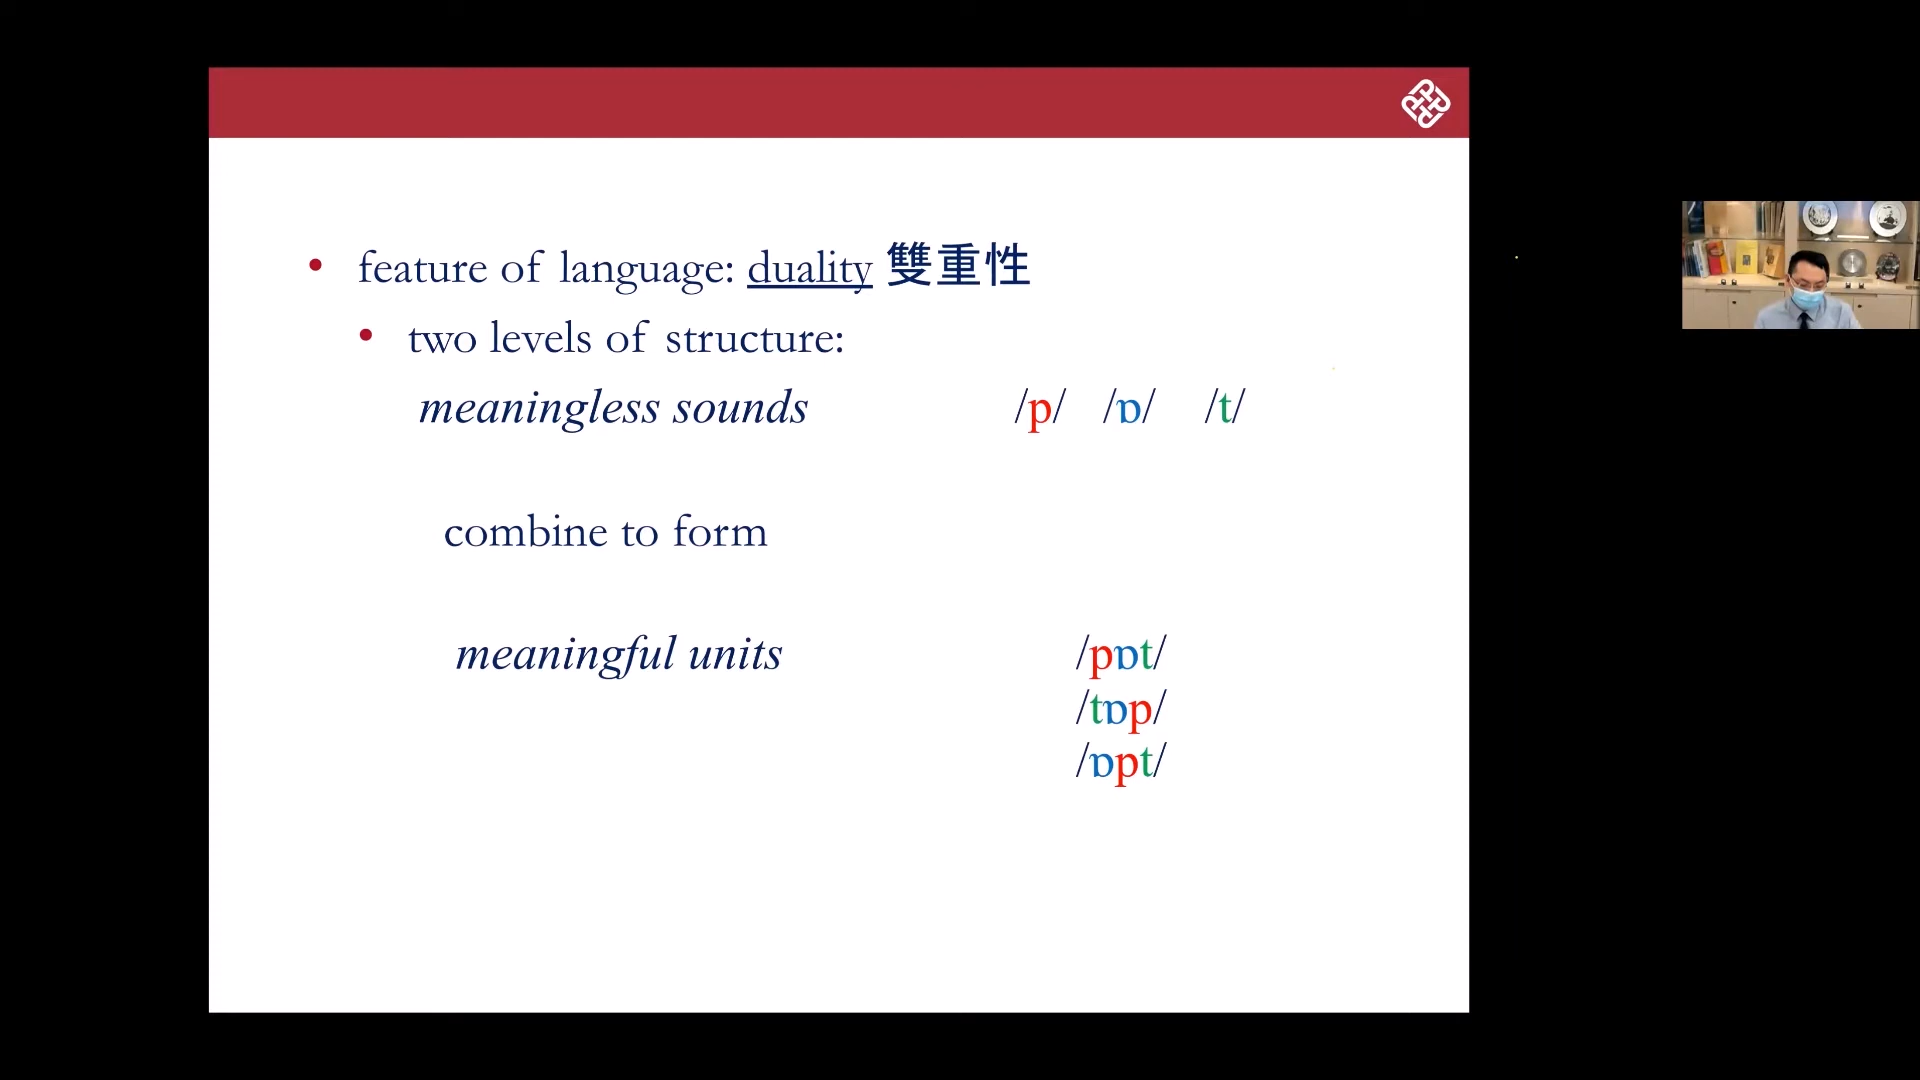 • feature of language: duality 雙重性
• two levels of structure:
meaningless sounds /p/ /ɒ/ /t/
combine to form
meaningful units /pɒt/
/tɒp/
/ɒpt/